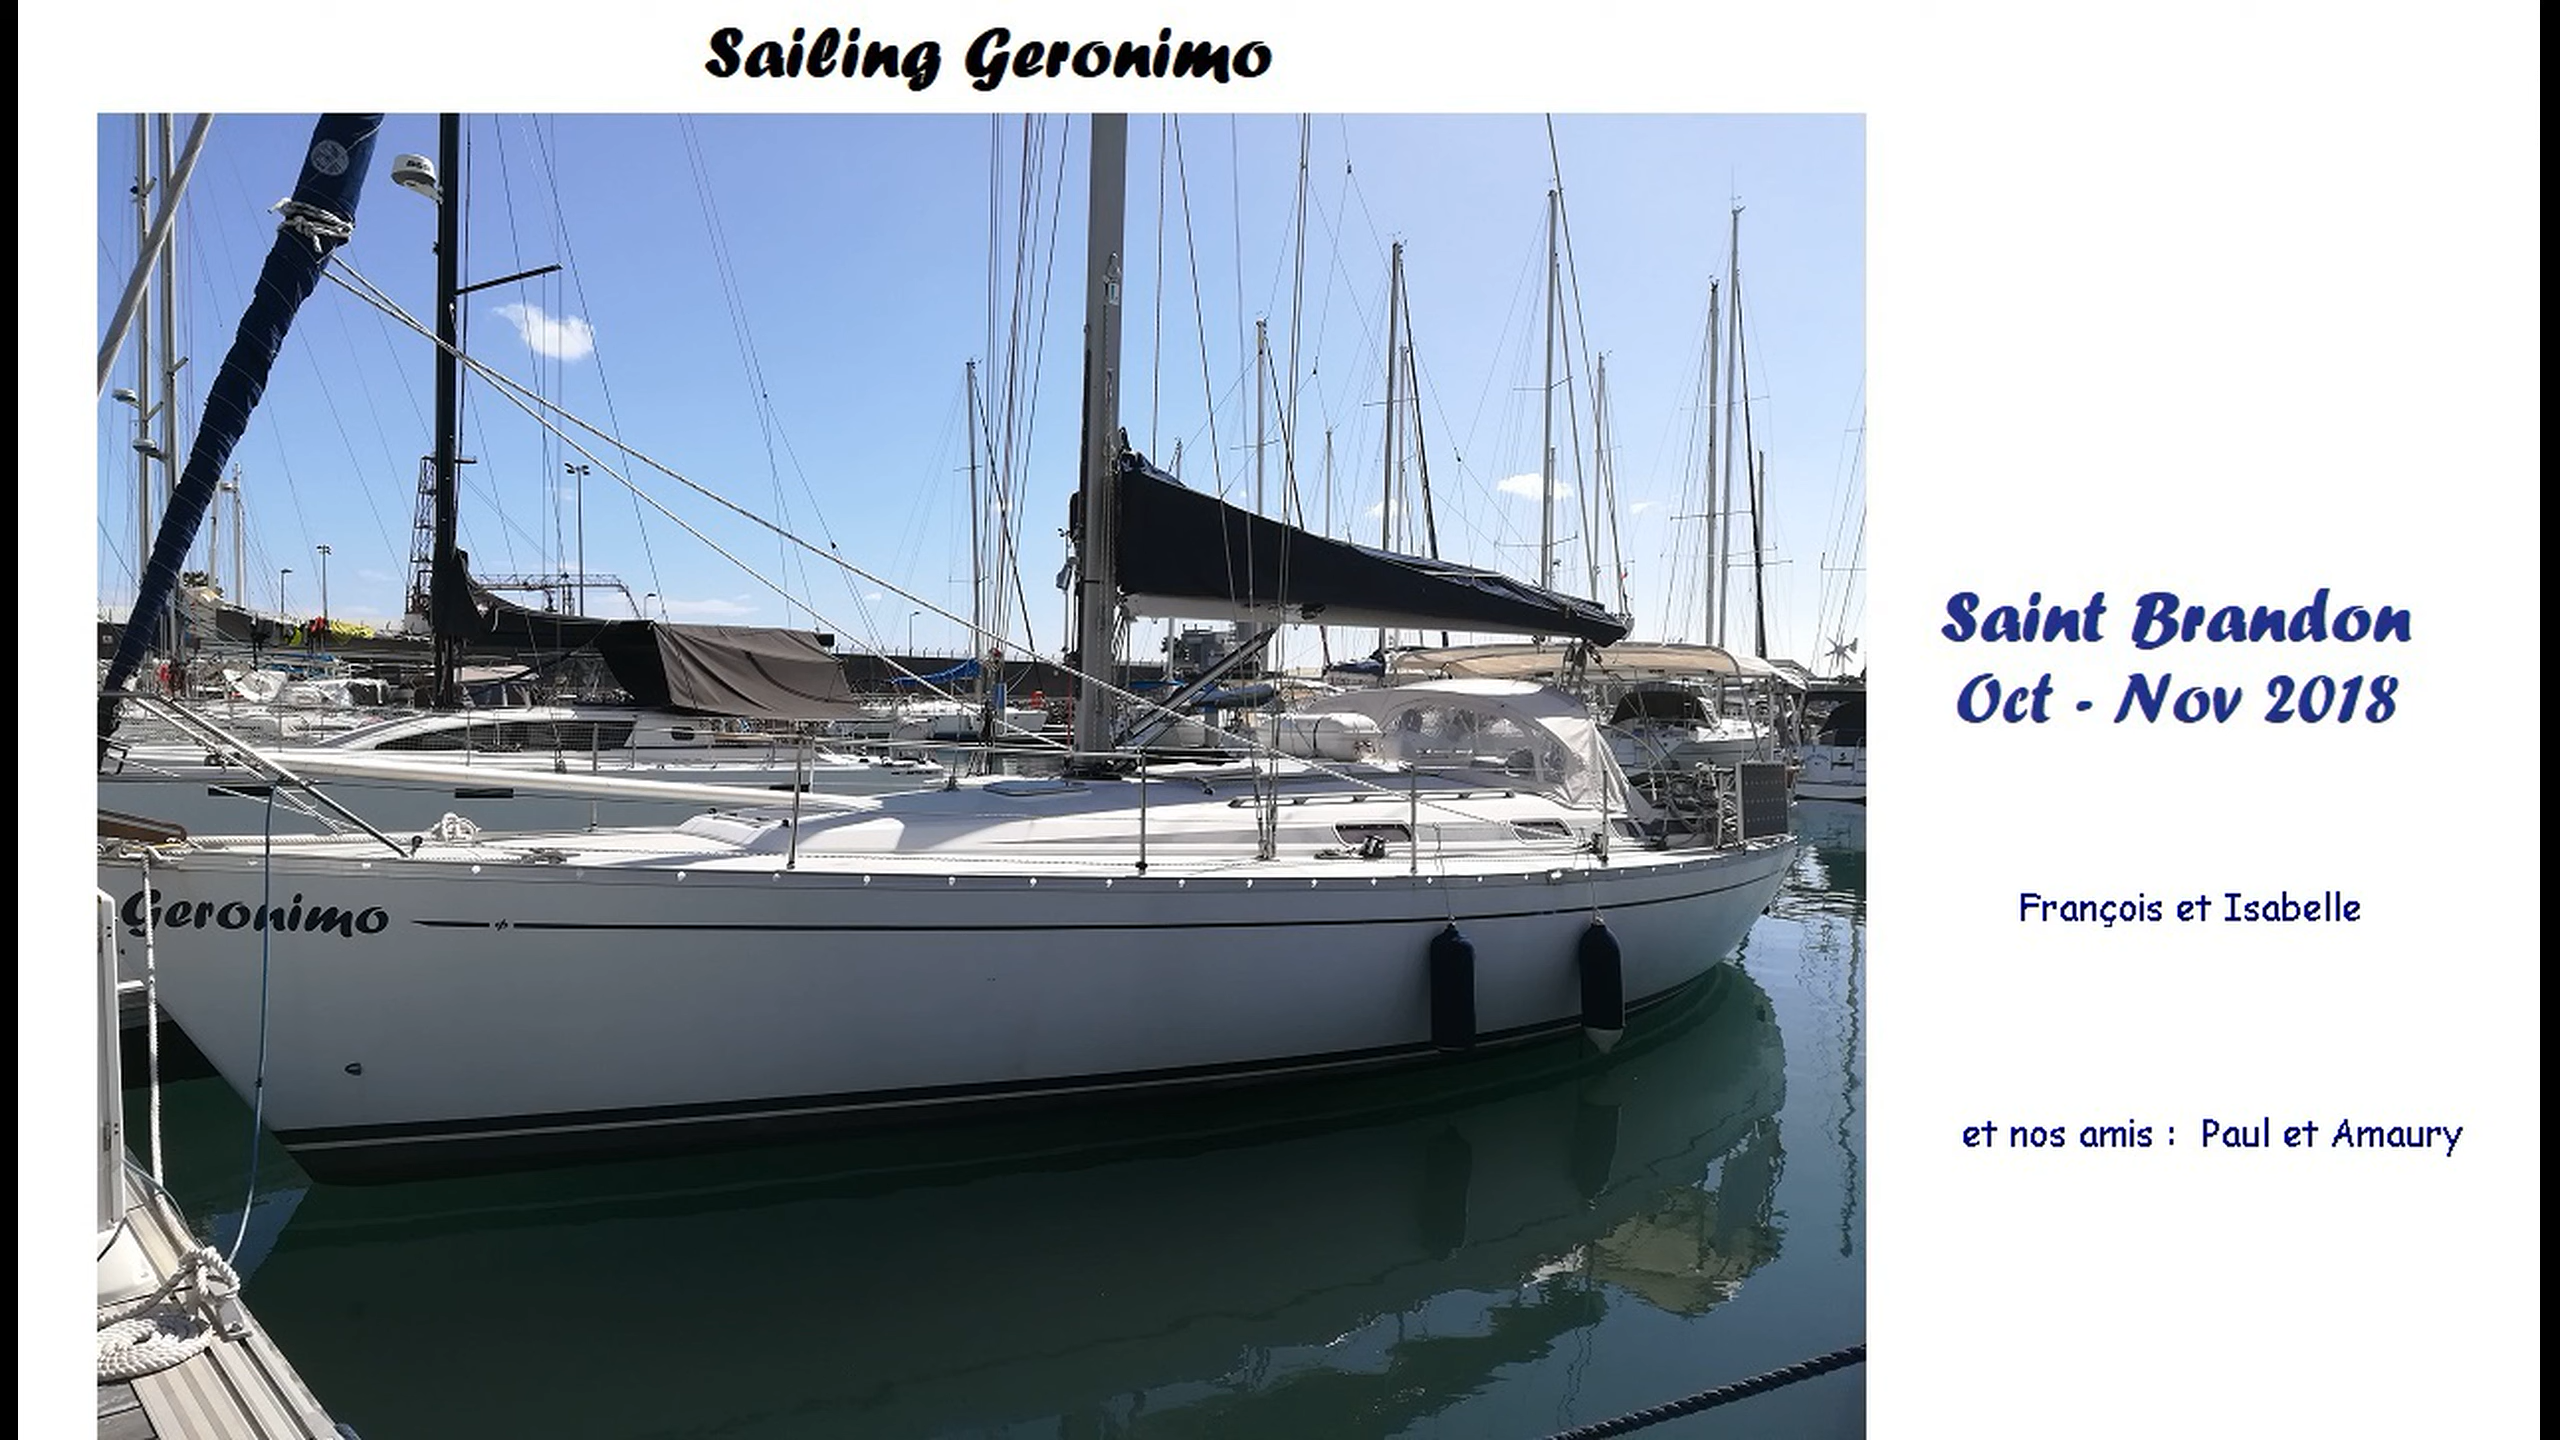 Sailing Geronimo
Geronimo
Saint Brandon
Oct - Nov 2018
François et Isabelle
et nos amis : Paul et Amaury